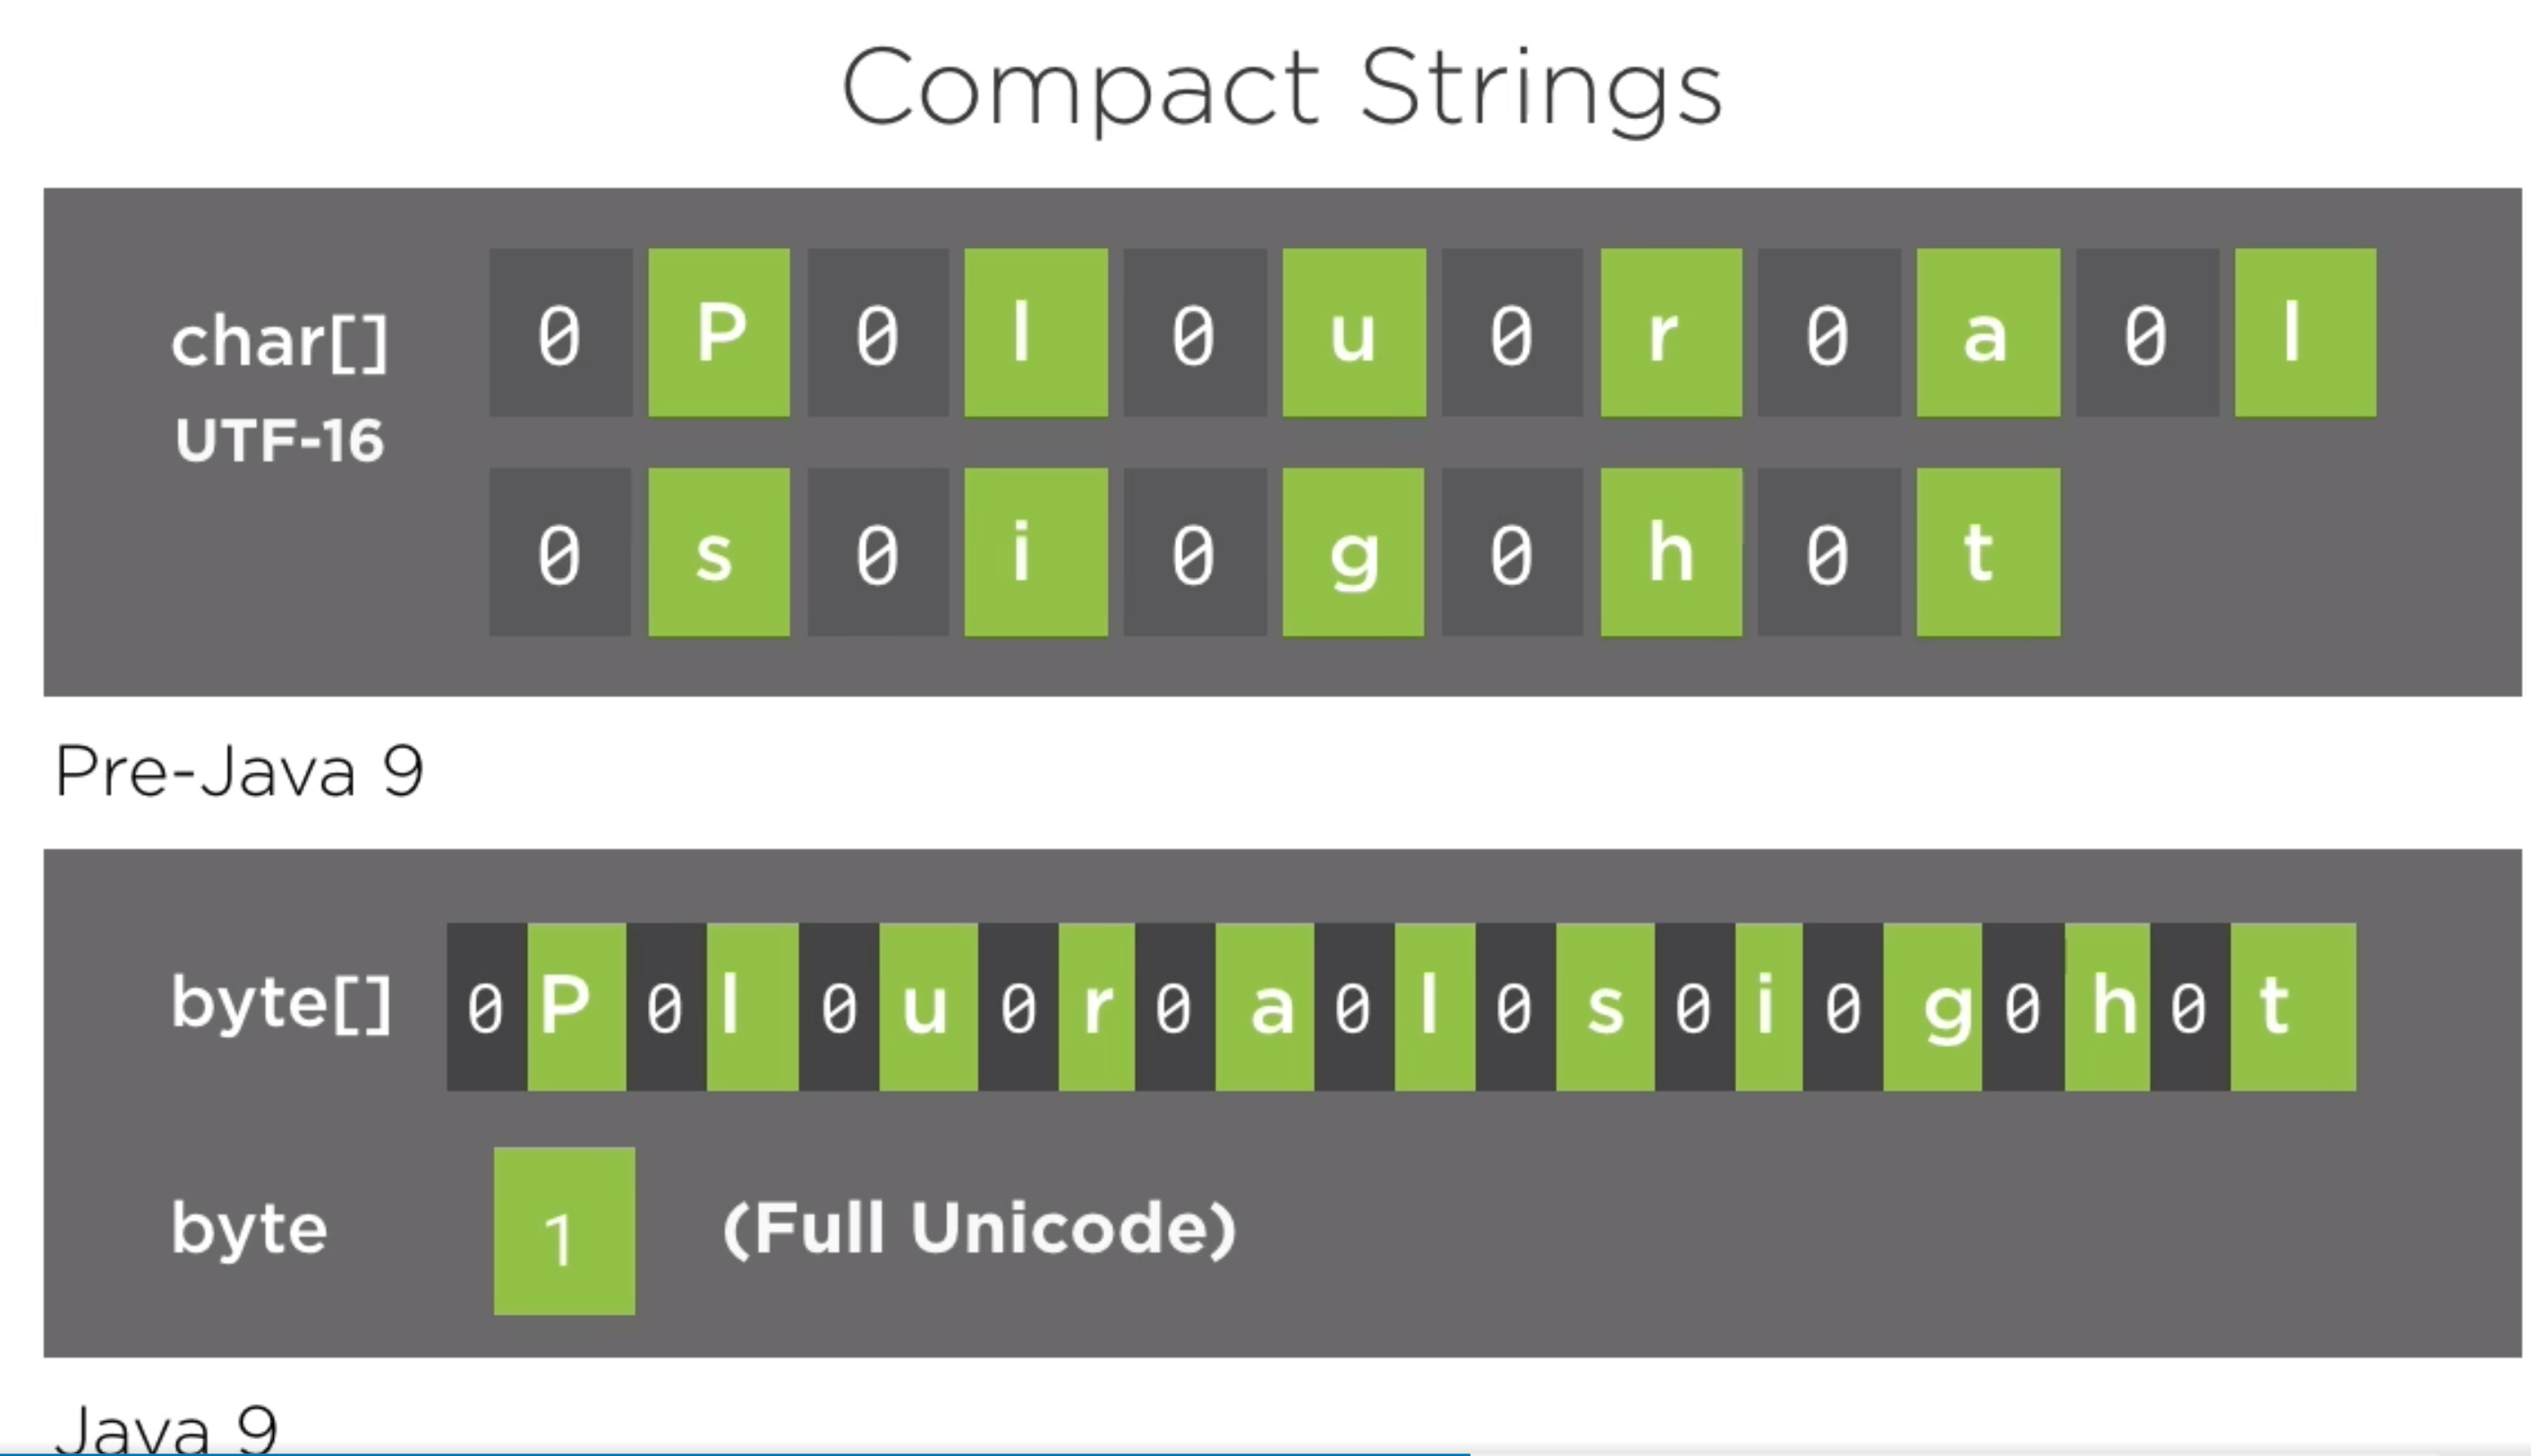 Compact Strings
char[]
UTF-16
0 P 0 l 0 u 0 r 0 a 0 l
0 s 0 i 0 g 0 h 0 t
Pre-Java 9
byte[] 0 P 0 l 0 u 0 r 0 a 0 l 0 s 0 i 0 g 0 h 0 t
byte 1 (Full Unicode)
Java 9